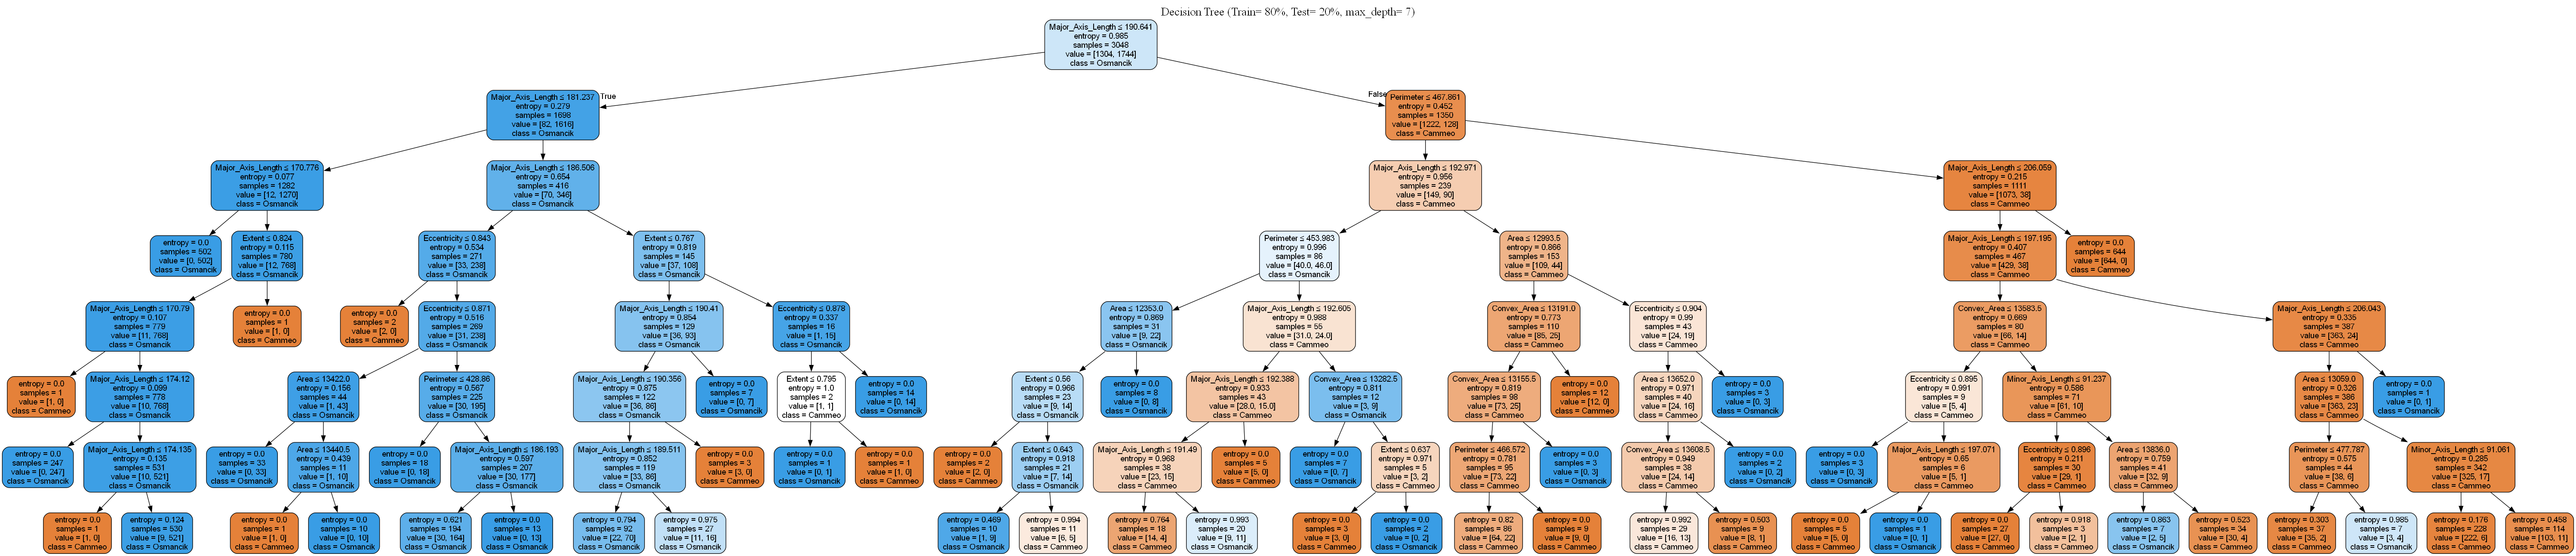 Decision Tree (Train= 80%, Test= 20%, max_depth= 7)
Major_Axis_Length ≤ 190.641
entropy = 0.985
samples = 3048
value = [1304, 1744]
class = Osmancik
True
False
Major_Axis_Length ≤ 181.237
entropy = 0.279
samples = 1698
value = [82, 1616]
class = Osmancik
Perimeter ≤ 467.861
entropy = 0.452
samples = 1350
value = [1222, 128]
class = Cammeo
Major_Axis_Length ≤ 170.776
entropy = 0.077
samples = 1282
value = [12, 1270]
class = Osmancik
Major_Axis_Length ≤ 186.506
entropy = 0.654
samples = 416
value = [70, 346]
class = Osmancik
Major_Axis_Length ≤ 192.971
entropy = 0.956
samples = 239
value = [149, 90]
class = Cammeo
Major_Axis_Length ≤ 206.059
entropy = 0.215
samples = 1111
value = [1073, 38]
class = Cammeo
entropy = 0.0
samples = 502
value = [0, 502]
class = Osmancik
Extent ≤ 0.824
entropy = 0.115
samples = 780
value = [12, 768]
class = Osmancik
Eccentricity ≤ 0.843
entropy = 0.534
samples = 271
value = [33, 238]
class = Osmancik
Extent ≤ 0.767
entropy = 0.819
samples = 145
value = [37, 108]
class = Osmancik
Perimeter ≤ 453.983
entropy = 0.996
samples = 86
value = [40.0, 46.0]
class = Osmancik
Area ≤ 12993.5
entropy = 0.866
samples = 153
value = [109, 44]
class = Cammeo
Major_Axis_Length ≤ 197.195
entropy = 0.407
samples = 467
value = [429, 38]
class = Cammeo
entropy = 0.0
samples = 644
value = [644, 0]
class = Cammeo
Major_Axis_Length ≤ 170.79
entropy = 0.107
samples = 779
value = [11, 768]
class = Osmancik
entropy = 0.0
samples = 1
value = [1, 0]
class = Cammeo
entropy = 0.0
samples = 2
value = [2, 0]
class = Cammeo
Eccentricity ≤ 0.871
entropy = 0.516
samples = 269
value = [31, 238]
class = Osmancik
Major_Axis_Length ≤ 190.41
entropy = 0.854
samples = 129
value = [36, 93]
class = Osmancik
Eccentricity ≤ 0.878
entropy = 0.337
samples = 16
value = [1, 15]
class = Osmancik
Area ≤ 12353.0
entropy = 0.869
samples = 31
value = [9, 22]
class = Osmancik
Major_Axis_Length ≤ 192.605
entropy = 0.988
samples = 55
value = [31.0, 24.0]
class = Cammeo
Convex_Area ≤ 13191.0
entropy = 0.773
samples = 110
value = [85, 25]
class = Cammeo
Eccentricity ≤ 0.904
entropy = 0.99
samples = 43
value = [24, 19]
class = Cammeo
Convex_Area ≤ 13583.5
entropy = 0.669
samples = 80
value = [66, 14]
class = Cammeo
Major_Axis_Length ≤ 206.043
entropy = 0.335
samples = 387
value = [363, 24]
class = Cammeo
entropy = 0.0
samples = 1
value = [1, 0]
class = Cammeo
Major_Axis_Length ≤ 174.12
entropy = 0.099
samples = 778
value = [10, 768]
class = Osmancik
Area ≤ 13422.0
entropy = 0.156
samples = 44
value = [1, 43]
class = Osmancik
Perimeter ≤ 428.86
entropy = 0.567
samples = 225
value = [30, 195]
class = Osmancik
Major_Axis_Length ≤ 190.356
entropy = 0.875
samples = 122
value = [36, 86]
class = Osmancik
entropy = 0.0
samples = 7
value = [0, 7]
class = Osmancik
Extent ≤ 0.795
entropy = 1.0
samples = 2
value = [1, 1]
class = Cammeo
entropy = 0.0
samples = 14
value = [0, 14]
class = Osmancik
Extent ≤ 0.56
entropy = 0.966
samples = 23
value = [9, 14]
class = Osmancik
entropy = 0.0
samples = 8
value = [0, 8]
class = Osmancik
Major_Axis_Length ≤ 192.388
entropy = 0.933
samples = 43
value = [28.0, 15.0]
class = Cammeo
Convex_Area ≤ 13282.5
entropy = 0.811
samples = 12
value = [3, 9]
class = Osmancik
Convex_Area ≤ 13155.5
entropy = 0.819
samples = 98
value = [73, 25]
class = Cammeo
entropy = 0.0
samples = 12
value = [12, 0]
class = Cammeo
Area ≤ 13652.0
entropy = 0.971
samples = 40
value = [24, 16]
class = Cammeo
entropy = 0.0
samples = 3
value = [0, 3]
class = Osmancik
Eccentricity ≤ 0.895
entropy = 0.991
samples = 9
value = [5, 4]
class = Cammeo
Minor_Axis_Length ≤ 91.237
entropy = 0.586
samples = 71
value = [61, 10]
class = Cammeo
Area ≤ 13059.0
entropy = 0.326
samples = 386
value = [363, 23]
class = Cammeo
entropy = 0.0
samples = 1
value = [0, 1]
class = Osmancik
entropy = 0.0
samples = 247
value = [0, 247]
class = Osmancik
Major_Axis_Length ≤ 174.135
entropy = 0.135
samples = 531
value = [10, 521]
class = Osmancik
entropy = 0.0
samples = 33
value = [0, 33]
class = Osmancik
Area ≤ 13440.5
entropy = 0.439
samples = 11
value = [1, 10]
class = Osmancik
entropy = 0.0
samples = 18
value = [0, 18]
class = Osmancik
Major_Axis_Length ≤ 186.193
entropy = 0.597
samples = 207
value = [30, 177]
class = Osmancik
Major_Axis_Length ≤ 189.511
entropy = 0.852
samples = 119
value = [33, 86]
class = Osmancik
entropy = 0.0
samples = 3
value = [3, 0]
class = Cammeo
entropy = 0.0
samples = 1
value = [0, 1]
class = Osmancik
entropy = 0.0
samples = 1
value = [1, 0]
class = Cammeo
entropy = 0.0
samples = 2
value = [2, 0]
class = Cammeo
Extent ≤ 0.643
entropy = 0.918
samples = 21
value = [7, 14]
class = Osmancik
Major_Axis_Length ≤ 191.49
entropy = 0.968
samples = 38
value = [23, 15]
class = Cammeo
entropy = 0.0
samples = 5
value = [5, 0]
class = Cammeo
entropy = 0.0
samples = 7
value = [0, 7]
class = Osmancik
Extent ≤ 0.637
entropy = 0.971
samples = 5
value = [3, 2]
class = Cammeo
Perimeter ≤ 466.572
entropy = 0.781
samples = 95
value = [73, 22]
class = Cammeo
entropy = 0.0
samples = 3
value = [0, 3]
class = Osmancik
Convex_Area ≤ 13608.5
entropy = 0.949
samples = 38
value = [24, 14]
class = Cammeo
entropy = 0.0
samples = 2
value = [0, 2]
class = Osmancik
entropy = 0.0
samples = 3
value = [0, 3]
class = Osmancik
Major_Axis_Length ≤ 197.071
entropy = 0.65
samples = 6
value = [5, 1]
class = Cammeo
Eccentricity ≤ 0.896
entropy = 0.211
samples = 30
value = [29, 1]
class = Cammeo
Area ≤ 13836.0
entropy = 0.759
samples = 41
value = [32, 9]
class = Cammeo
Perimeter ≤ 477.787
entropy = 0.575
samples = 44
value = [38, 6]
class = Cammeo
Minor_Axis_Length ≤ 91.061
entropy = 0.285
samples = 342
value = [325, 17]
class = Cammeo
entropy = 0.0
samples = 1
value = [1, 0]
class = Cammeo
entropy = 0.124
samples = 530
value = [9, 521]
class = Osmancik
entropy = 0.0
samples = 1
value = [1, 0]
class = Cammeo
entropy = 0.0
samples = 10
value = [0, 10]
class = Osmancik
entropy = 0.621
samples = 194
value = [30, 164]
class = Osmancik
entropy = 0.0
samples = 13
value = [0, 13]
class = Osmancik
entropy = 0.794
samples = 92
value = [22, 70]
class = Osmancik
entropy = 0.975
samples = 27
value = [11, 16]
class = Osmancik
entropy = 0.469
samples = 10
value = [1, 9]
class = Osmancik
entropy = 0.994
samples = 11
value = [6, 5]
class = Cammeo
entropy = 0.764
samples = 18
value = [14, 4]
class = Cammeo
entropy = 0.993
samples = 20
value = [9, 11]
class = Osmancik
entropy = 0.0
samples = 3
value = [3, 0]
class = Cammeo
entropy = 0.0
samples = 2
value = [0, 2]
class = Osmancik
entropy = 0.82
samples = 86
value = [64, 22]
class = Cammeo
entropy = 0.0
samples = 9
value = [9, 0]
class = Cammeo
entropy = 0.992
samples = 29
value = [16, 13]
class = Cammeo
entropy = 0.503
samples = 9
value = [8, 1]
class = Cammeo
entropy = 0.0
samples = 5
value = [5, 0]
class = Cammeo
entropy = 0.0
samples = 1
value = [0, 1]
class = Osmancik
entropy = 0.0
samples = 27
value = [27, 0]
class = Cammeo
entropy = 0.918
samples = 3
value = [2, 1]
class = Cammeo
entropy = 0.863
samples = 7
value = [2, 5]
class = Osmancik
entropy = 0.523
samples = 34
value = [30, 4]
class = Cammeo
entropy = 0.303
samples = 37
value = [35, 2]
class = Cammeo
entropy = 0.985
samples = 7
value = [3, 4]
class = Osmancik
entropy = 0.176
samples = 228
value = [222, 6]
class = Cammeo
entropy = 0.458
samples = 114
value = [103, 11]
class = Cammeo